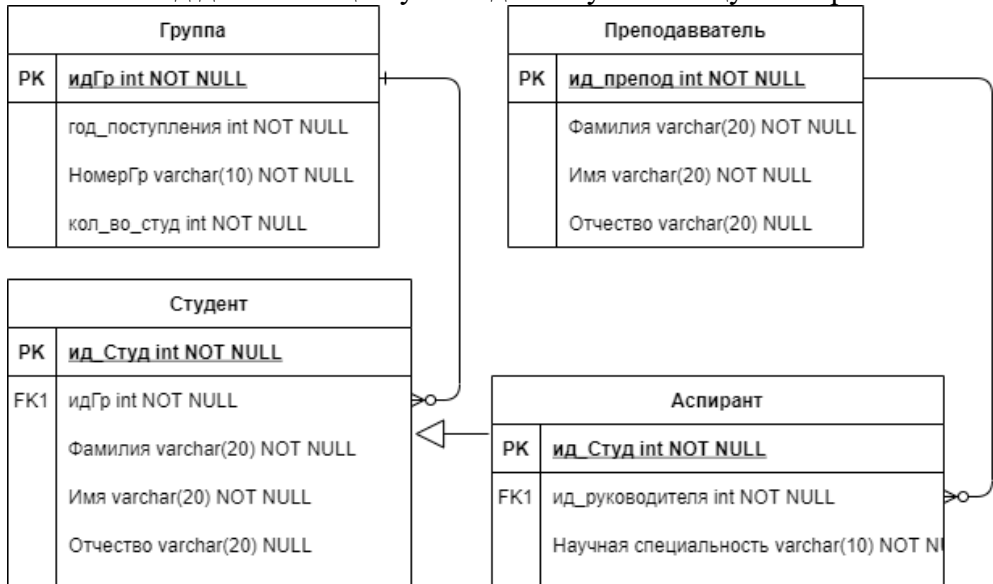 Группа
PK идГр int NOT NULL
год_поступления int NOT NULL
НомерГр varchar(10) NOT NULL
кол_во_студ int NOT NULL
Преподавватель
PK ид_препод int NOT NULL
Фамилия varchar(20) NOT NULL
Имя varchar(20) NOT NULL
Отчество varchar(20) NULL
Студент
PK ид_Студ int NOT NULL
FK1 идГр int NOT NULL
Фамилия varchar(20) NOT NULL
Имя varchar(20) NOT NULL
Отчество varchar(20) NULL
Аспирант
PK ид_Студ int NOT NULL
FK1 ид_руководителя int NOT NULL
Научная специальность varchar(10) NOT